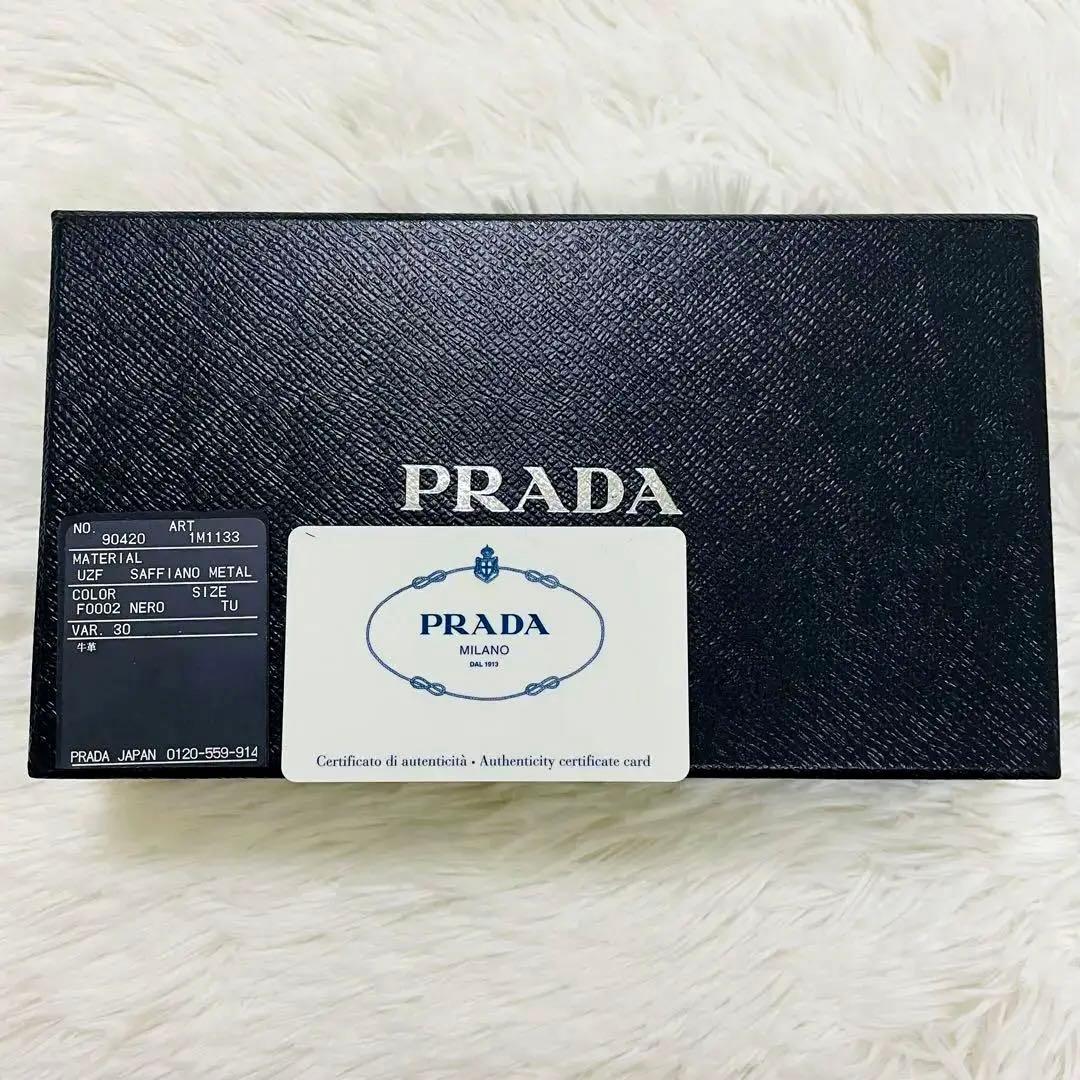 PRADA
NO. 90420 ART 1M1133
MATERIAL
UZF SAFFIANO METAL
COLOR SIZE
F0002 NERO TU
VAR. 30
牛革
PRADA JAPAN 0120-559-914
PRADA
MILANO
DAL 1913
Certificato di autenticità • Authenticity certificate card